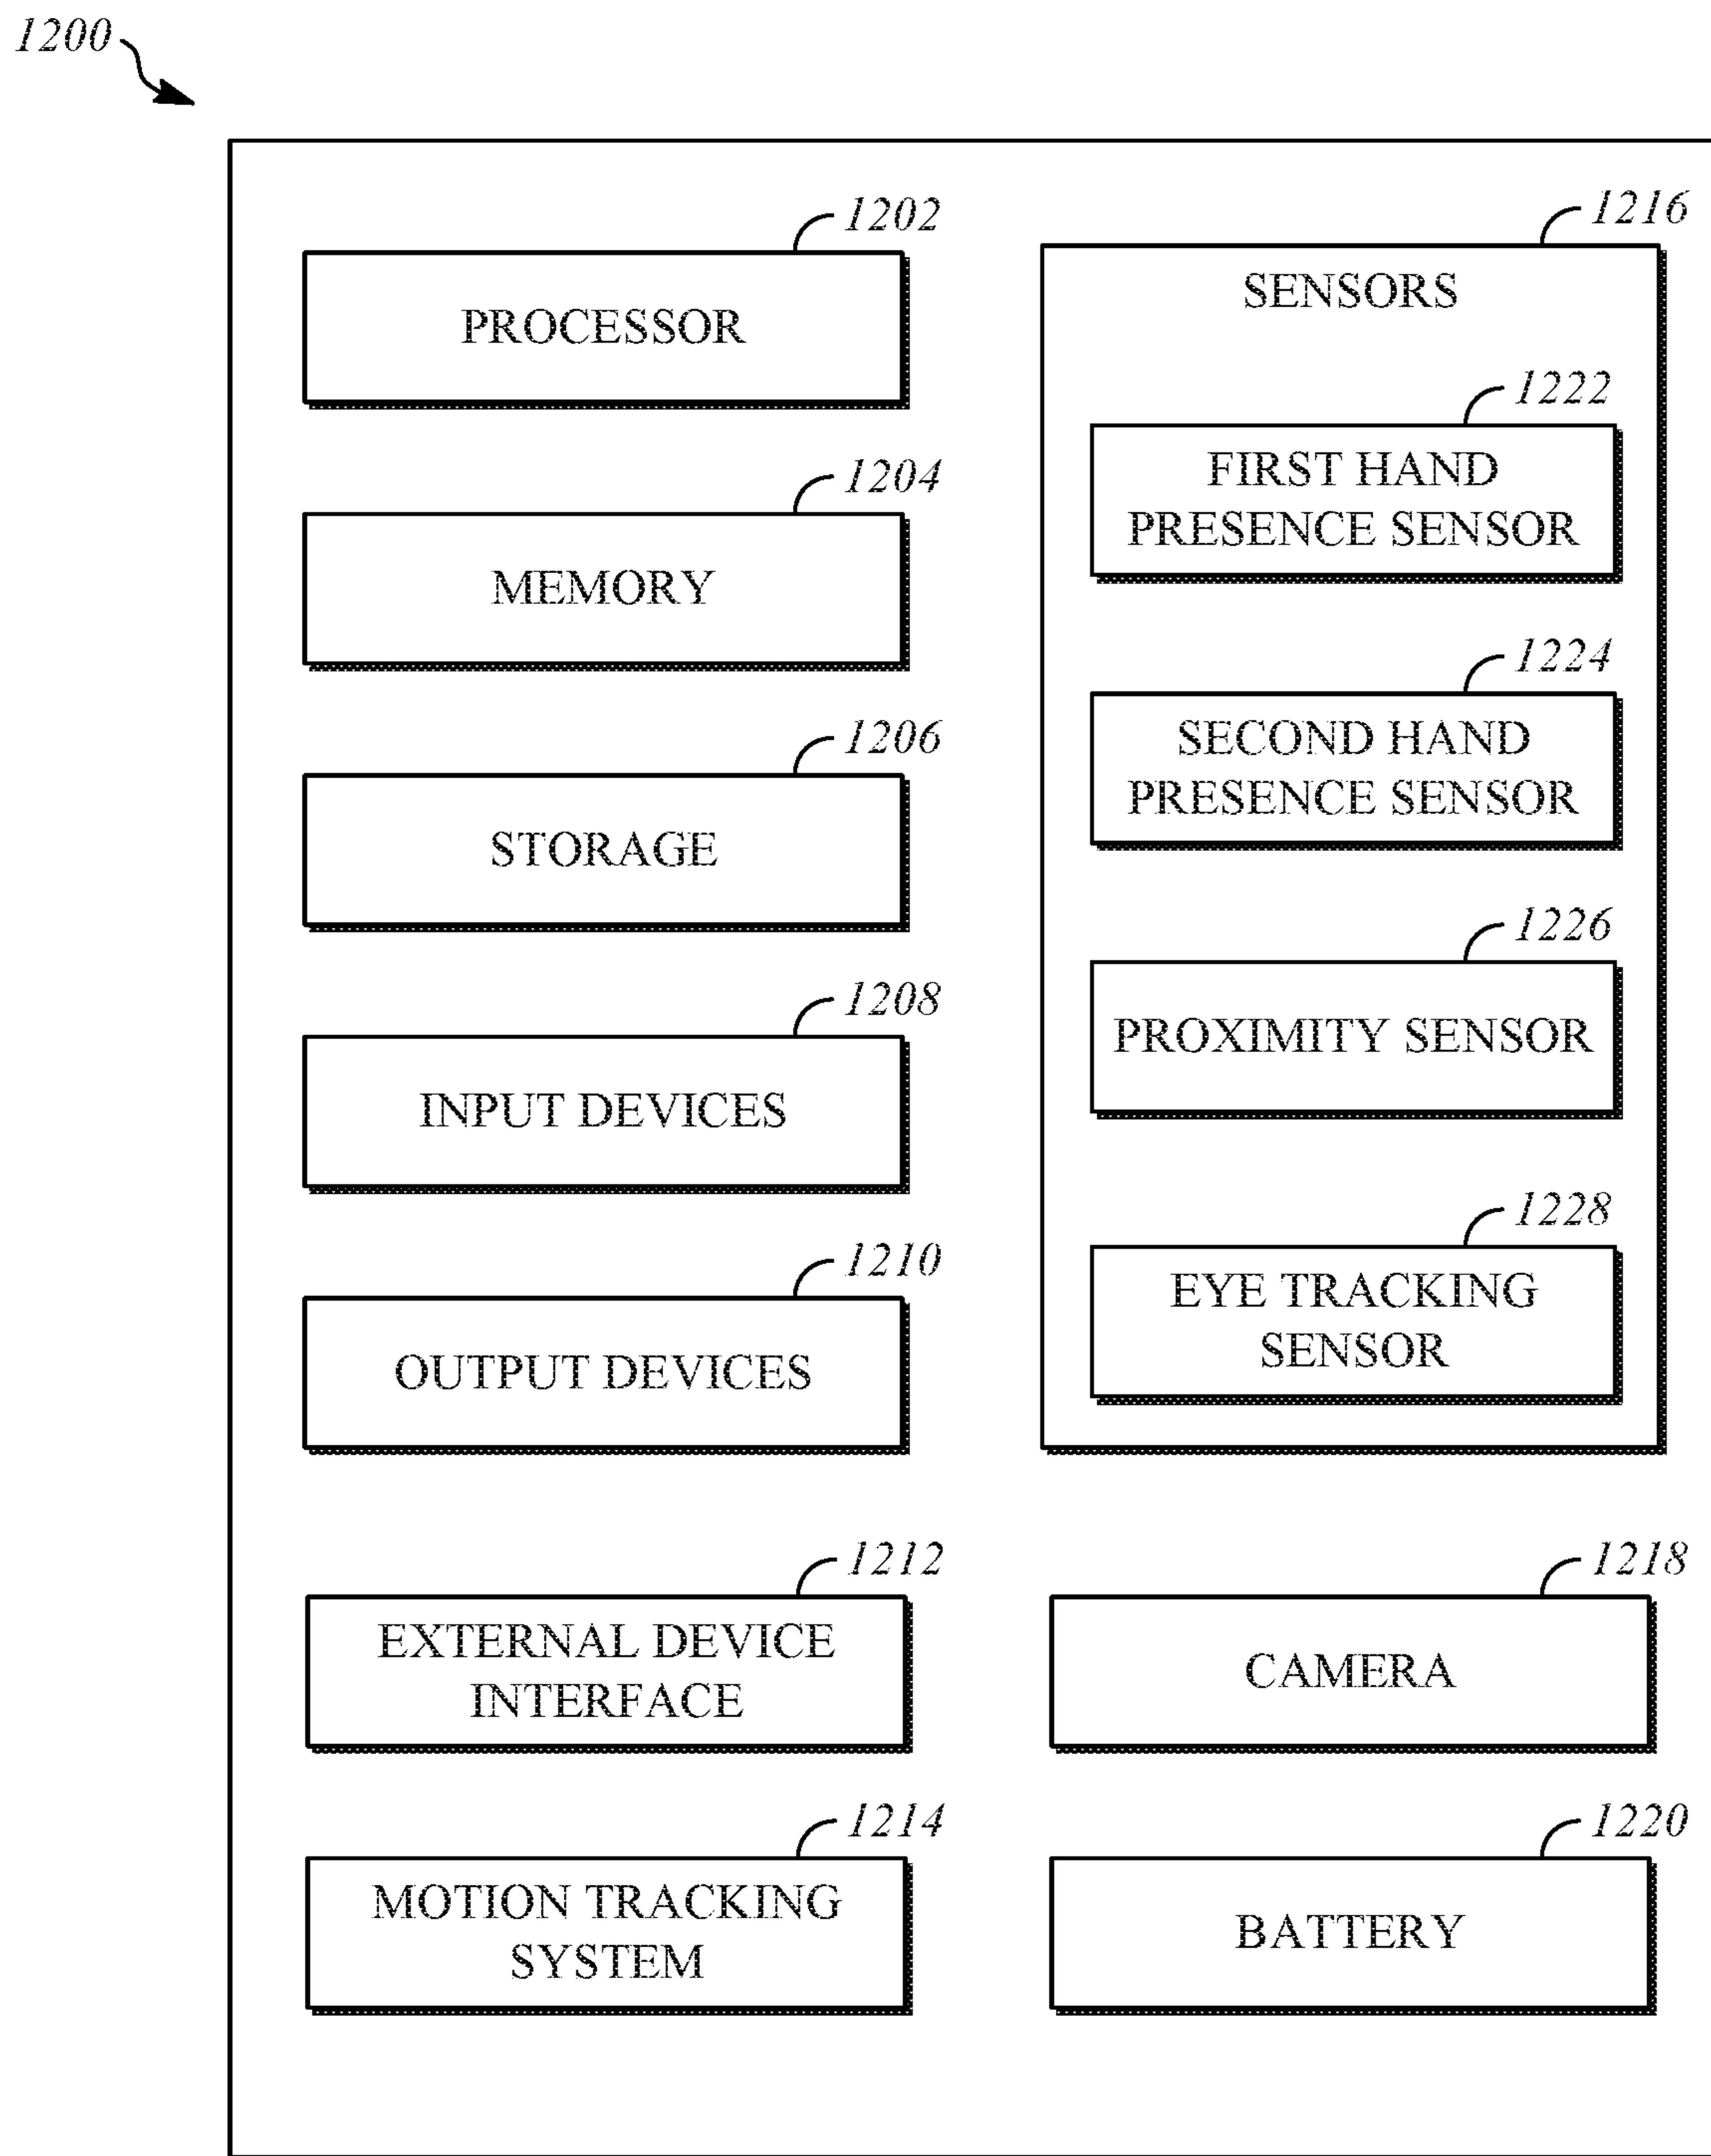 1200
1202
PROCESSOR
1204
MEMORY
1206
STORAGE
1208
INPUT DEVICES
1210
OUTPUT DEVICES
1212
EXTERNAL DEVICE
INTERFACE
1214
MOTION TRACKING
SYSTEM
1216
SENSORS
1222
FIRST HAND
PRESENCE SENSOR
1224
SECOND HAND
PRESENCE SENSOR
1226
PROXIMITY SENSOR
1228
EYE TRACKING
SENSOR
1218
CAMERA
1220
BATTERY